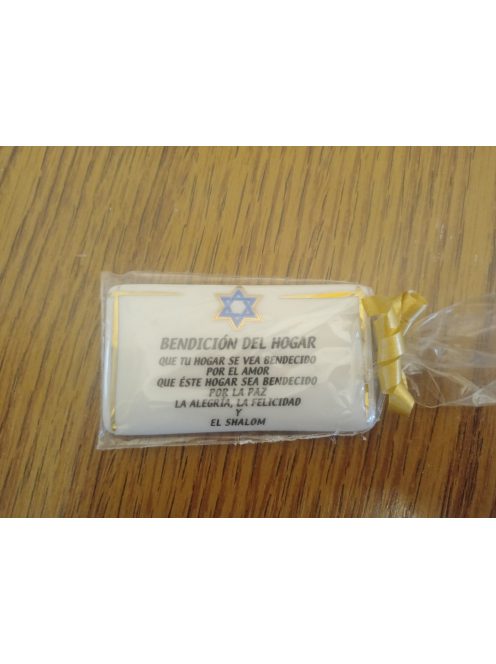 BENDICIÓN DEL HOGAR
QUE TU HOGAR SE VEA BENDECIDO
POR EL AMOR
QUE ÉSTE HOGAR SEA BENDECIDO
POR LA PAZ
LA ALEGRÍA, LA FELICIDAD
Y
EL SHALOM